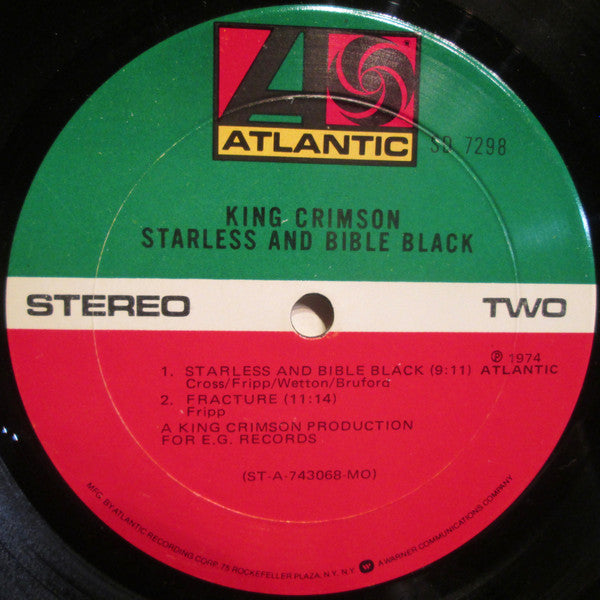 ATLANTIC
SD 7298
KING CRIMSON
STARLESS AND BIBLE BLACK
STEREO
TWO
1. STARLESS AND BIBLE BLACK (9:11)
Cross/Fripp/Wetton/Bruford
2. FRACTURE (11:14)
Fripp
A KING CRIMSON PRODUCTION
FOR E.G. RECORDS
℗ 1974
ATLANTIC
(ST-A-743068-MO)
MFG. BY ATLANTIC RECORDING CORP. 75 ROCKEFELLER PLAZA, N.Y., N.Y. W A WARNER COMMUNICATIONS COMPANY